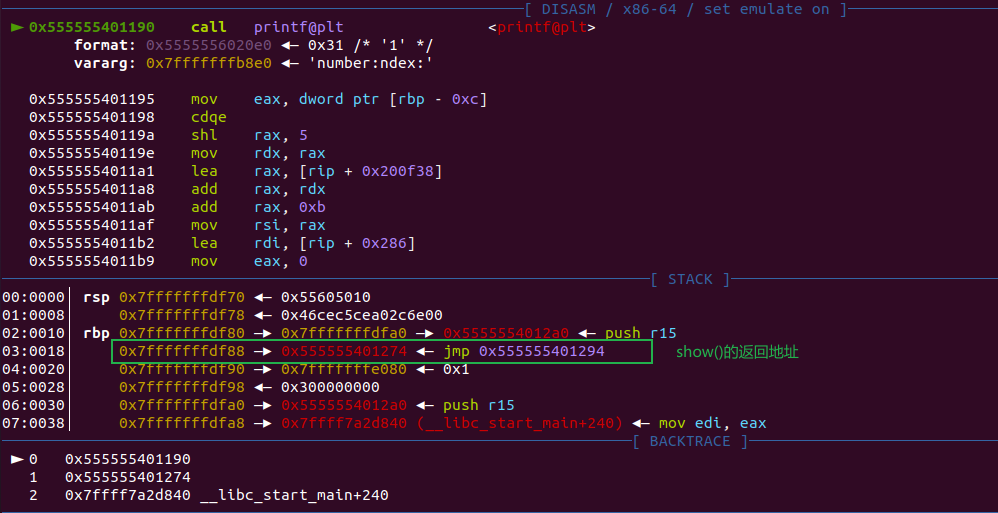 [ DISASM / x86-64 / set emulate on ]
► 0x555555401190 call printf@plt <printf@plt>
format: 0x5555556020e0 ◂— 0x31 /* '1' */
vararg: 0x7fffffffb8e0 ◂— 'number:ndex:'
0x555555401195 mov eax, dword ptr [rbp - 0xc]
0x555555401198 cdqe
0x55555540119a shl rax, 5
0x55555540119e mov rdx, rax
0x5555554011a1 lea rax, [rip + 0x200f38]
0x5555554011a8 add rax, rdx
0x5555554011ab add rax, 0xb
0x5555554011af mov rsi, rax
0x5555554011b2 lea rdi, [rip + 0x286]
0x5555554011b9 mov eax, 0
[ STACK ]
00:0000│ rsp 0x7fffffffdf70 ◂— 0x55605010
01:0008│ 0x7fffffffdf78 ◂— 0x46cec5cea02c6e00
02:0010│ rbp 0x7fffffffdf80 —▸ 0x7fffffffdfa0 —▸ 0x5555554012a0 ◂— push r15
03:0018│ 0x7fffffffdf88 —▸ 0x555555401274 ◂— jmp 0x555555401294 show()的返回地址
04:0020│ 0x7fffffffdf90 —▸ 0x7fffffffe080 ◂— 0x1
05:0028│ 0x7fffffffdf98 ◂— 0x300000000
06:0030│ 0x7fffffffdfa0 —▸ 0x5555554012a0 ◂— push r15
07:0038│ 0x7fffffffdfa8 —▸ 0x7ffff7a2d840 (__libc_start_main+240) ◂— mov edi, eax
[ BACKTRACE ]
► 0 0x555555401190
1 0x555555401274
2 0x7ffff7a2d840 __libc_start_main+240